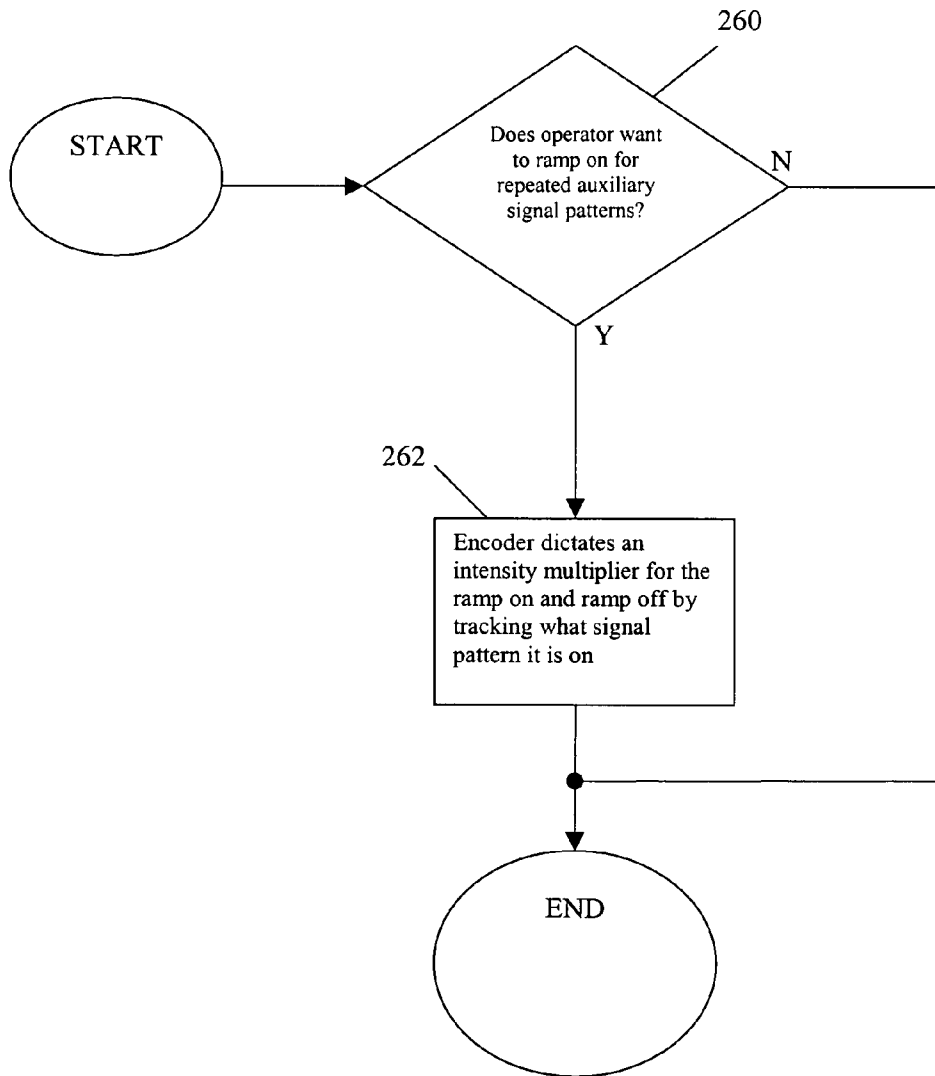 260
START
Does operator want
to ramp on for
repeated auxiliary
signal patterns?
N
Y
262
Encoder dictates an
intensity multiplier for the
ramp on and ramp off by
tracking what signal
pattern it is on
END